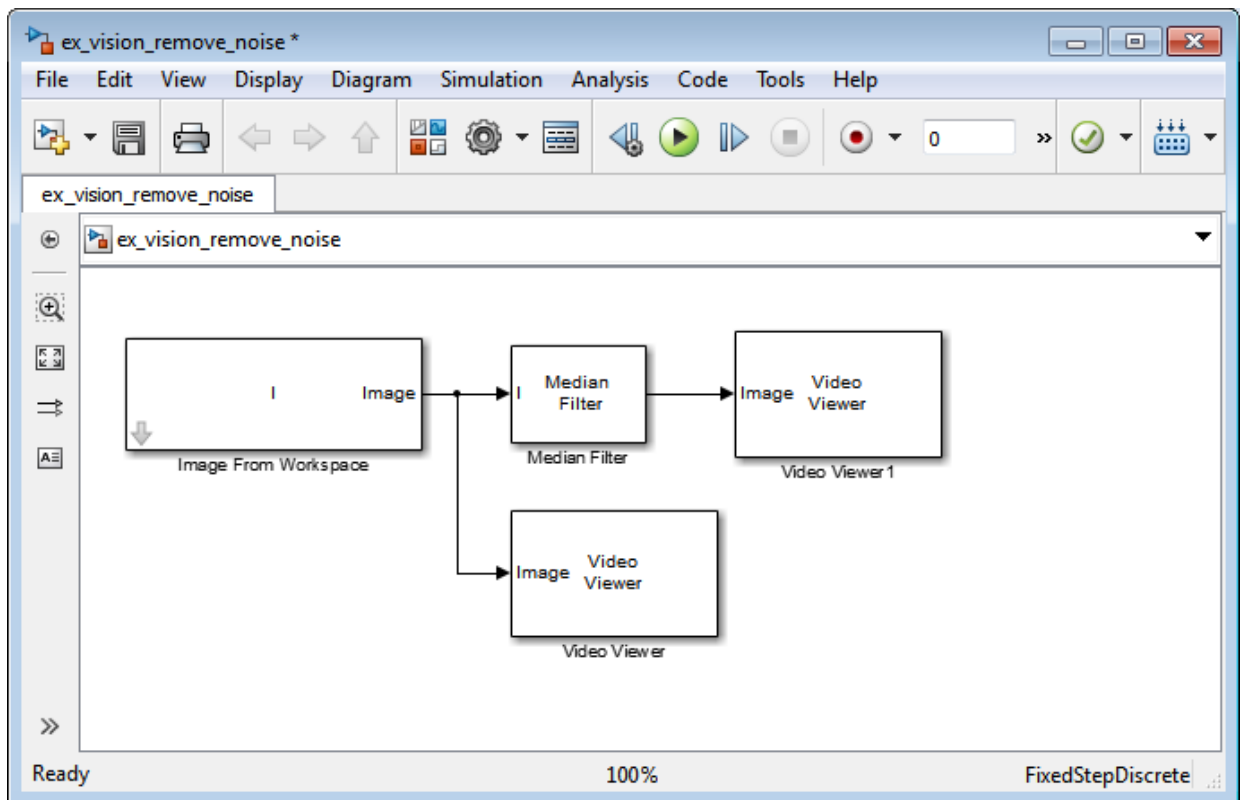 ex_vision_remove_noise *
File Edit View Display Diagram Simulation Analysis Code Tools Help
0
ex_vision_remove_noise
ex_vision_remove_noise
I Image
Image From Workspace
I Median
Filter
Median Filter
Image Video
Viewer
Video Viewer1
Image Video
Viewer
Video Viewer
Ready 100% FixedStepDiscrete